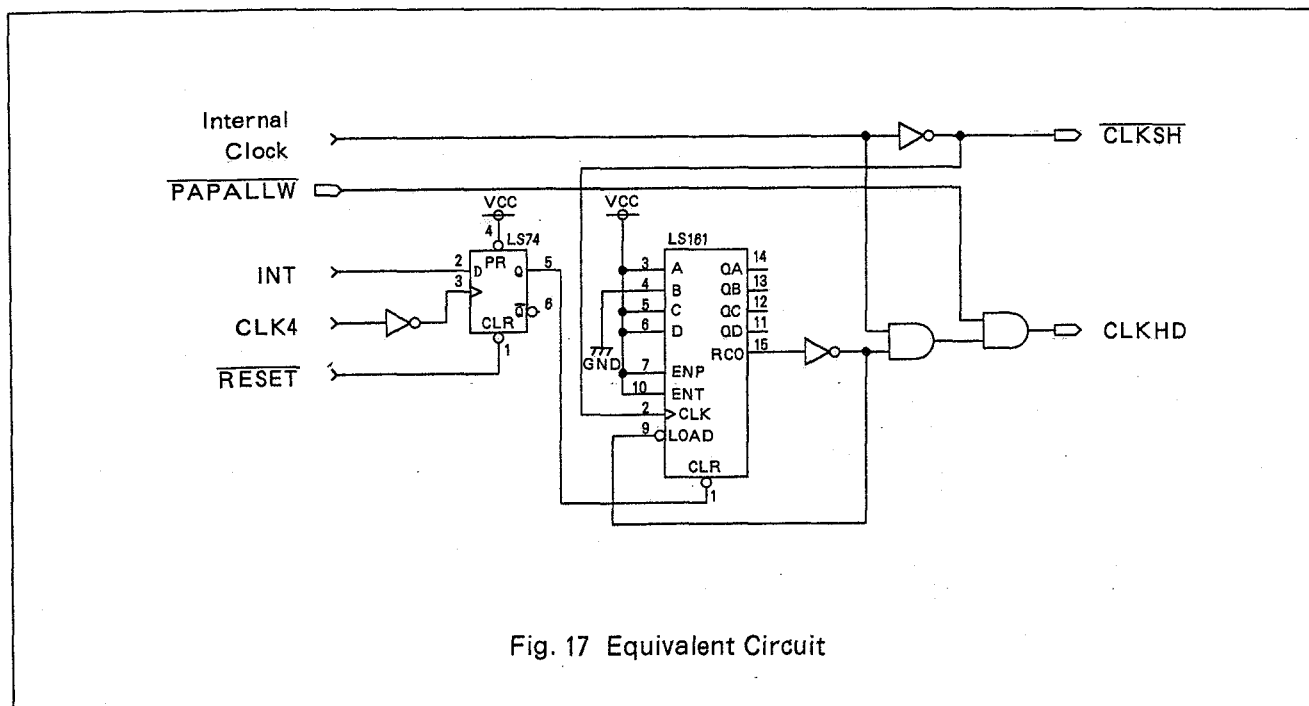 Internal
Clock
CLKSH
PAPALLW
VCC
4
LS74
2
D
PR
Q
5
3
Q
6
CLR
1
INT
CLK4
RESET
VCC
LS161
3
A
QA
14
4
B
QB
13
5
C
QC
12
6
D
QD
11
RCO
15
GND
7
ENP
10
ENT
2
CLK
9
LOAD
CLR
1
CLKHD
Fig. 17 Equivalent Circuit